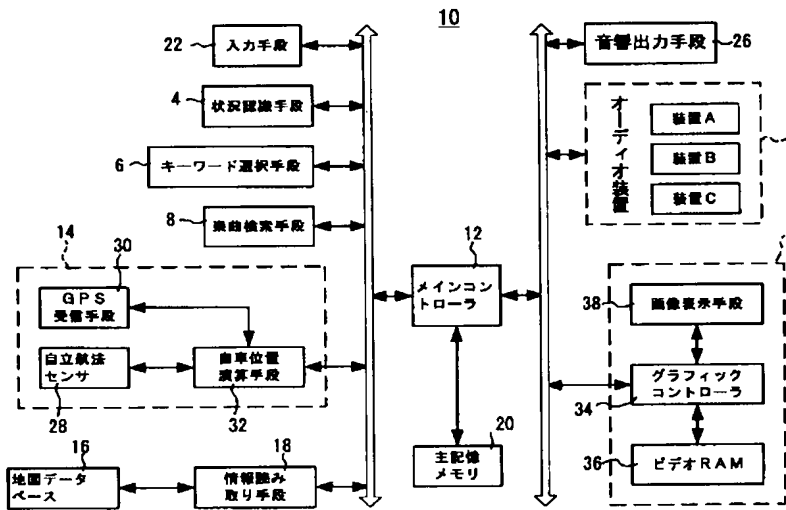 10
22
入力手段
4
状況認識手段
6
キーワード選択手段
8
楽曲検索手段
14
30
GPS
受信手段
自立航法
センサ
28
自車位置
演算手段
32
16
地図データ
ベース
18
情報読み
取り手段
12
メインコン
トローラ
20
主記憶
メモリ
音響出力手段
26
オーディオ装置
装置A
装置B
装置C
38
画像表示手段
34
グラフィック
コントローラ
36
ビデオRAM